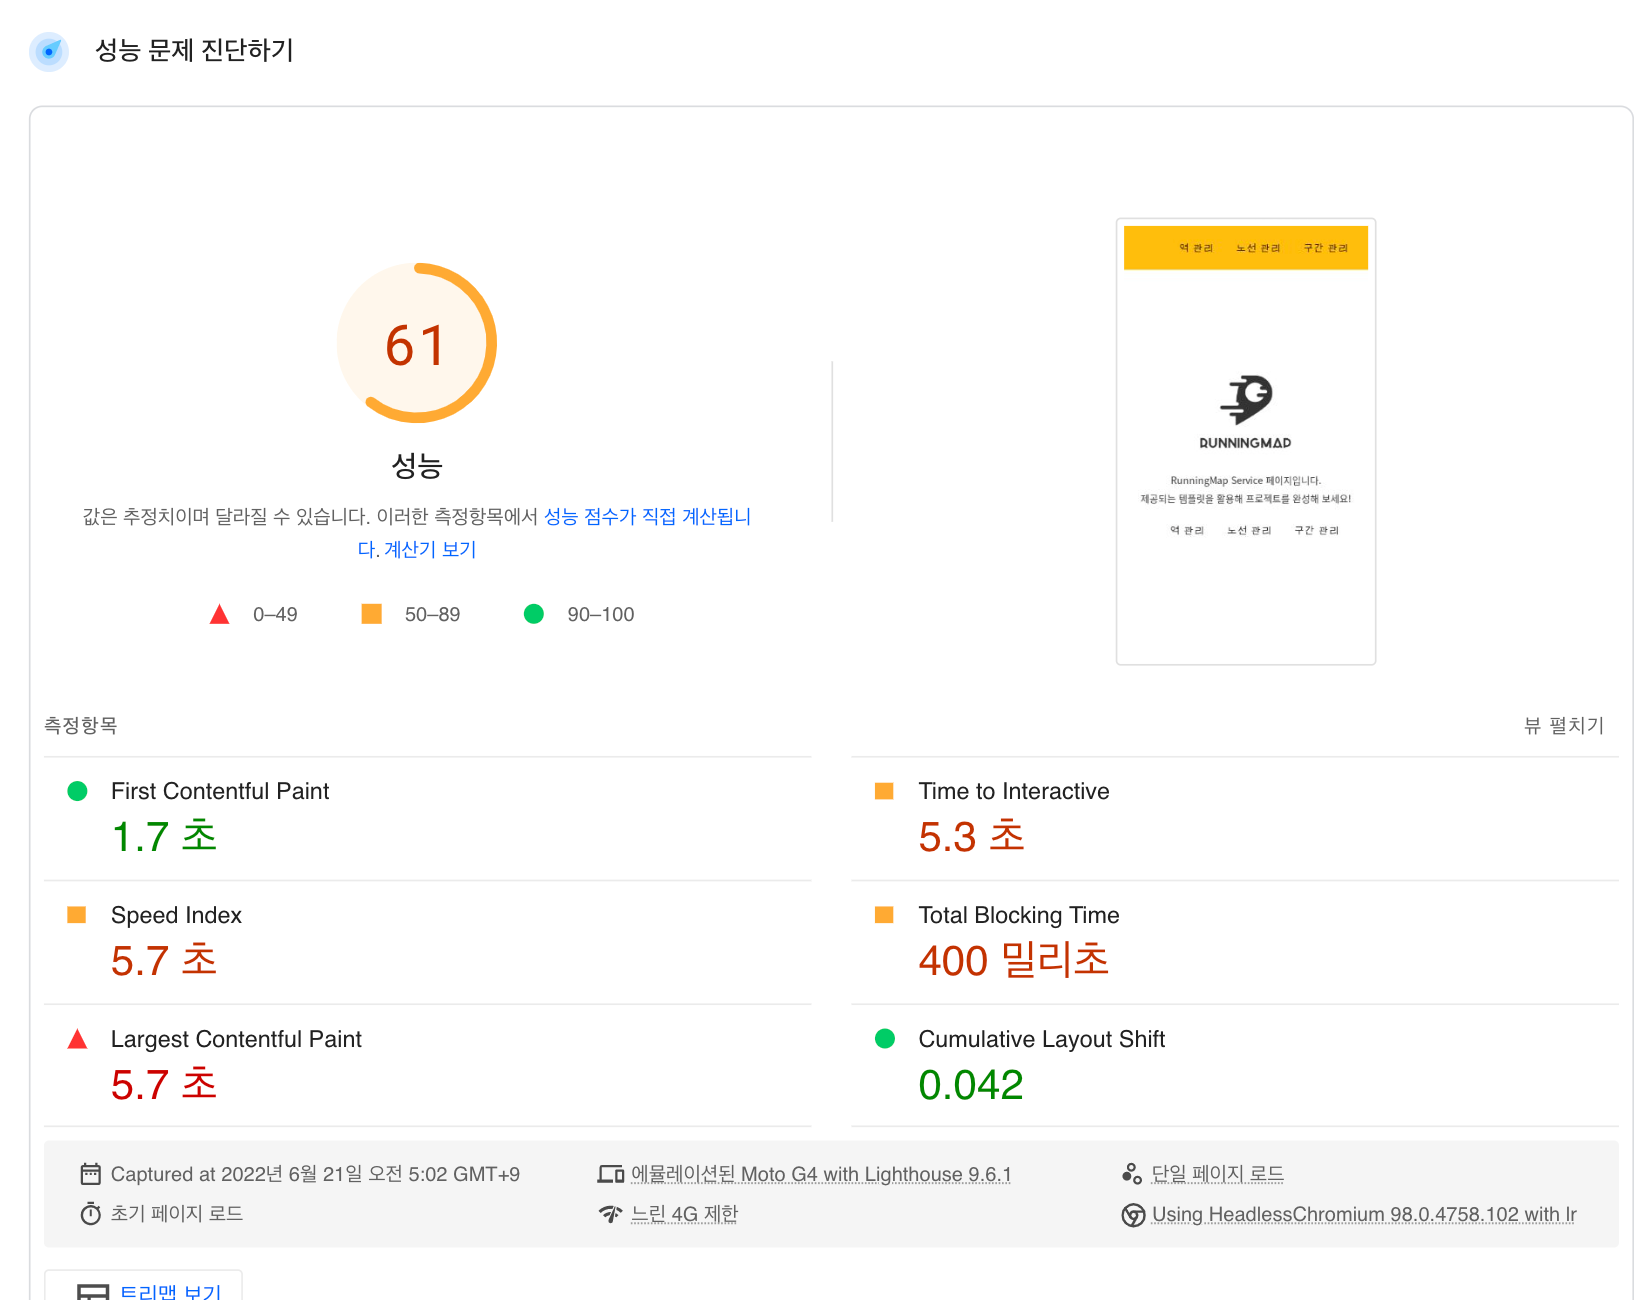 성능 문제 진단하기
61
성능
값은 추정치이며 달라질 수 있습니다. 이러한 측정항목에서 성능 점수가 직접 계산됩니
다. 계산기 보기
0–49
50–89
90–100
역 관리 노선 관리 구간 관리
RUNNINGMAP
RunningMap Service 페이지입니다.
제공되는 템플릿을 활용해 프로젝트를 완성해 보세요!
역 관리 노선 관리 구간 관리
측정항목
뷰 펼치기
First Contentful Paint
1.7 초
Time to Interactive
5.3 초
Speed Index
5.7 초
Total Blocking Time
400 밀리초
Largest Contentful Paint
5.7 초
Cumulative Layout Shift
0.042
Captured at 2022년 6월 21일 오전 5:02 GMT+9
에뮬레이션된 Moto G4 with Lighthouse 9.6.1
단일 페이지 로드
초기 페이지 로드
느린 4G 제한
Using HeadlessChromium 98.0.4758.102 with lr
트리맵 보기